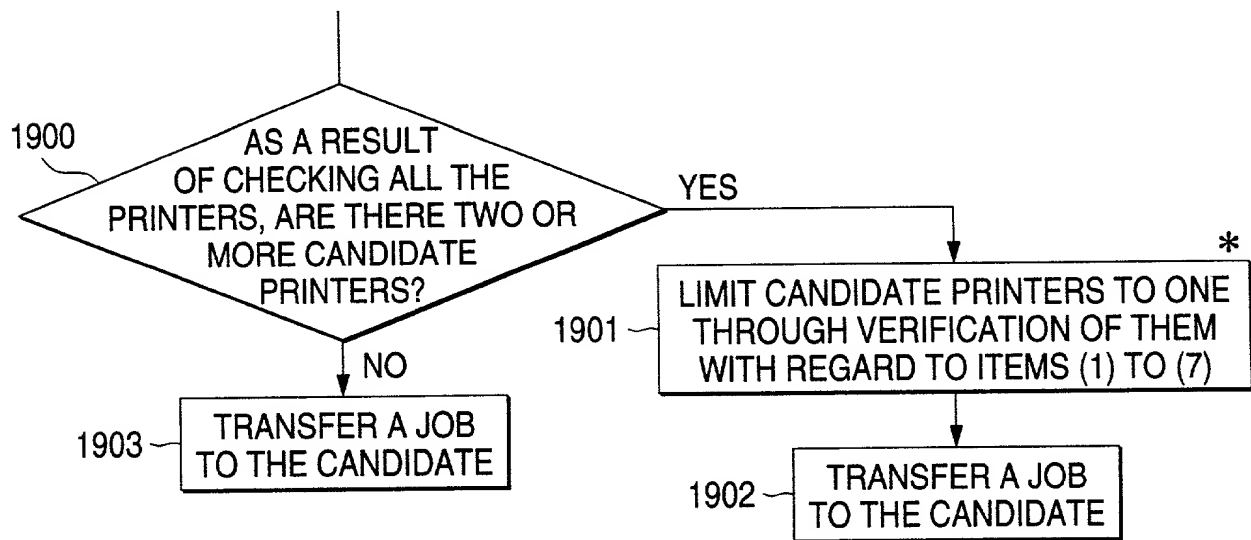 1900
AS A RESULT
OF CHECKING ALL THE
PRINTERS, ARE THERE TWO OR
MORE CANDIDATE
PRINTERS?
YES
NO
*
1901
LIMIT CANDIDATE PRINTERS TO ONE
THROUGH VERIFICATION OF THEM
WITH REGARD TO ITEMS (1) TO (7)
1903
TRANSFER A JOB
TO THE CANDIDATE
1902
TRANSFER A JOB
TO THE CANDIDATE